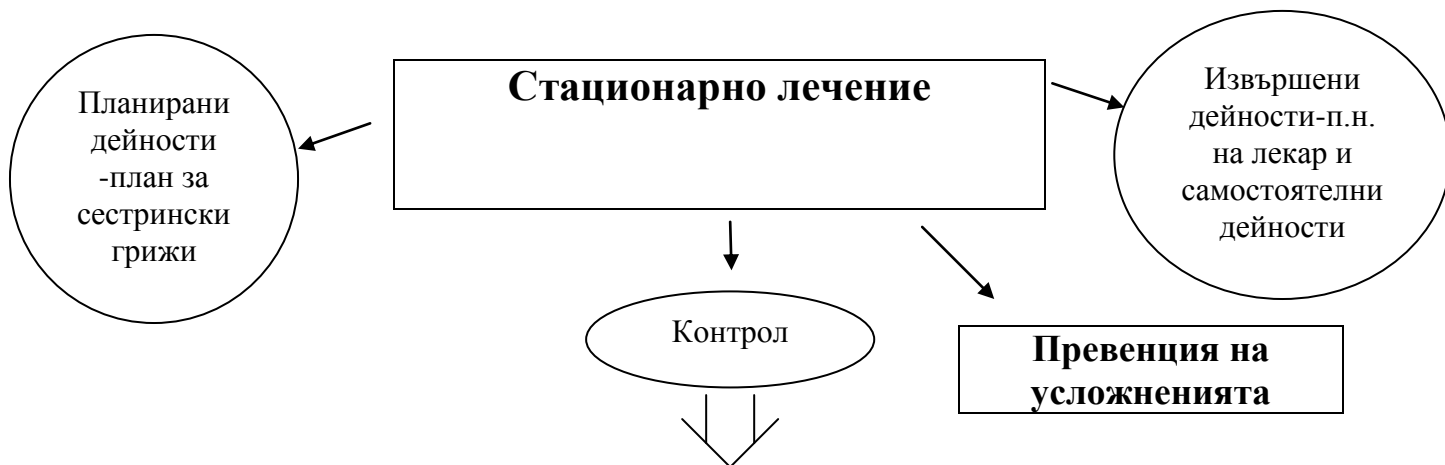 Стационарно лечение
Планирани
дейности
-план за
сестрински
грижи
Извършени
дейности-п.н.
на лекар и
самостоятелни
дейности
Контрол
Превенция на
усложненията